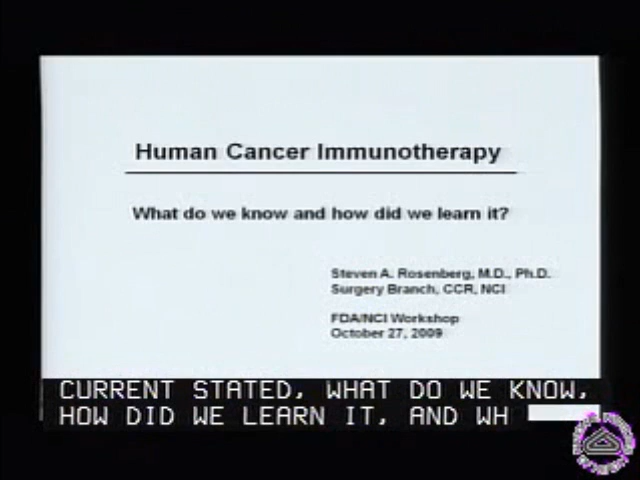 Human Cancer Immunotherapy
What do we know and how did we learn it?
Steven A. Rosenberg, M.D., Ph.D.
Surgery Branch, CCR, NCI
FDA/NCI Workshop
October 27, 2009
CURRENT STATED, WHAT DO WE KNOW,
HOW DID WE LEARN IT, AND WH